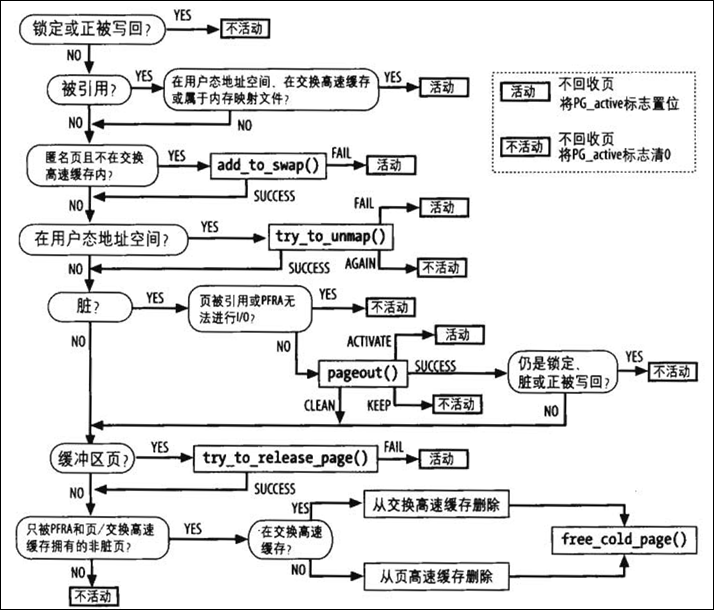 锁定或正被写回?
YES
不活动
NO
被引用?
YES
在用户态地址空间、在交换高速缓存
或属于内存映射文件?
YES
活动
NO
NO
匿名页且不在交换
高速缓存内?
YES
add_to_swap()
FAIL
活动
SUCCESS
NO
在用户态地址空间?
YES
try_to_unmap()
FAIL
活动
SUCCESS
AGAIN
不活动
NO
脏?
YES
页被引用或PFRA无
法进行I/O?
YES
不活动
NO
NO
pageout()
ACTIVATE
活动
SUCCESS
仍是锁定、
脏或正被写回?
YES
不活动
CLEAN
KEEP
不活动
NO
缓冲区页?
YES
try_to_release_page()
FAIL
活动
SUCCESS
NO
只被PFRA和页/交换高速
缓存拥有的非脏页?
YES
在交换高速
缓存?
YES
从交换高速缓存删除
NO
从页高速缓存删除
free_cold_page()
NO
不活动
活动
不回收页
将PG_active标志置位
不活动
不回收页
将PG_active标志清0